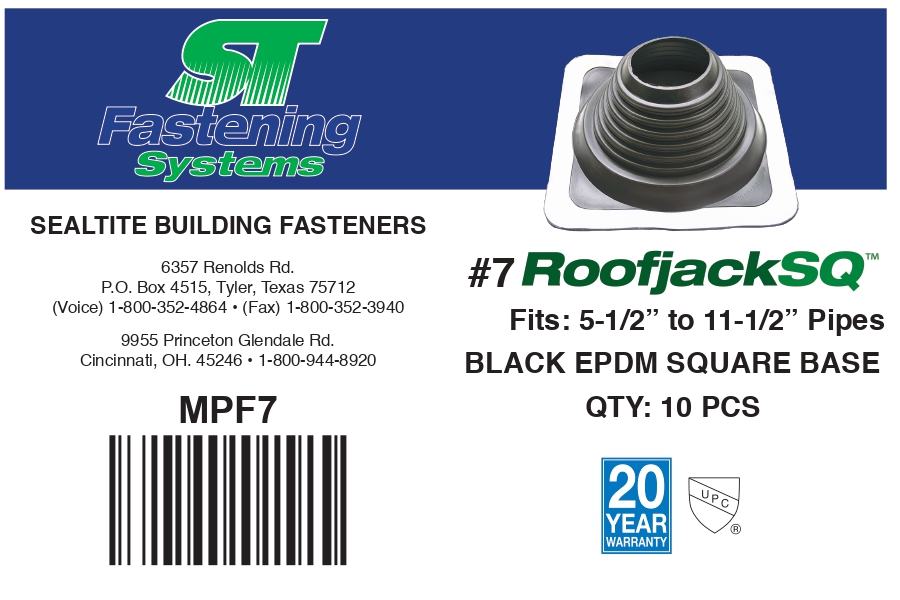 ST
Fastening
Systems
SEALTITE BUILDING FASTENERS
6357 Renolds Rd.
P.O. Box 4515, Tyler, Texas 75712
(Voice) 1-800-352-4864 • (Fax) 1-800-352-3940
9955 Princeton Glendale Rd.
Cincinnati, OH. 45246 • 1-800-944-8920
MPF7
#7 RoofjackSQ™
Fits: 5-1/2” to 11-1/2” Pipes
BLACK EPDM SQUARE BASE
QTY: 10 PCS
20
YEAR
WARRANTY
UPC
®